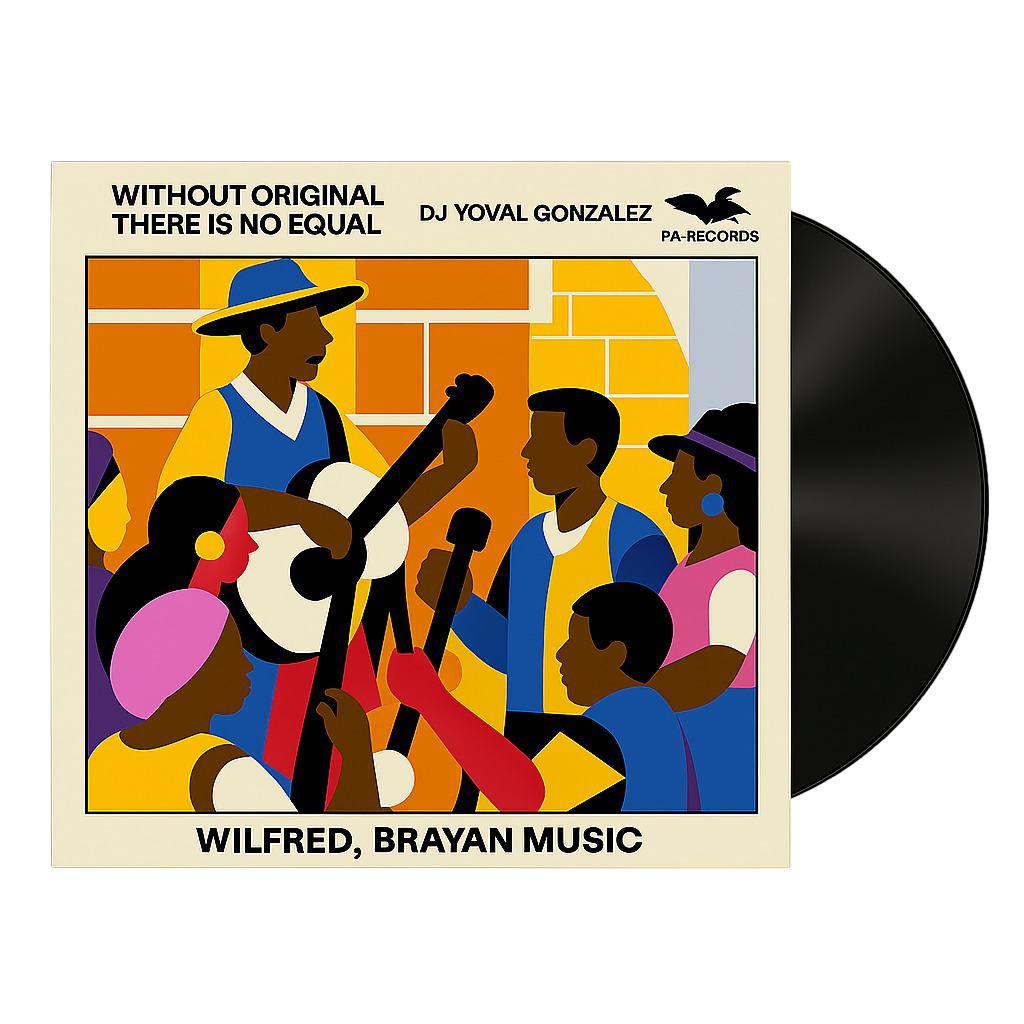 WITHOUT ORIGINAL
THERE IS NO EQUAL
DJ YOVAL GONZALEZ
PA-RECORDS
WILFRED, BRAYAN MUSIC